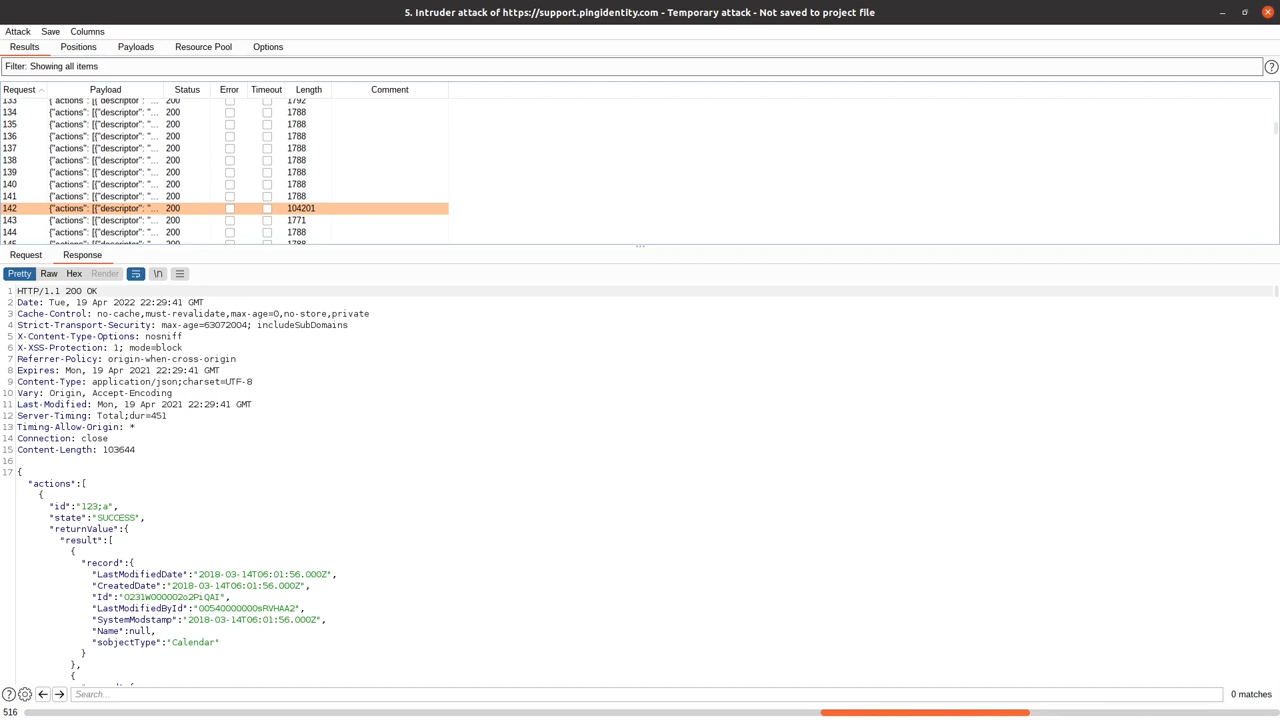 5. Intruder attack of https://support.pingidentity.com - Temporary attack - Not saved to project file
Attack Save Columns
Results Positions Payloads Resource Pool Options
Filter: Showing all items
Request Payload Status Error Timeout Length Comment
133 {"actions": [{"descriptor": "... 200 1792
134 {"actions": [{"descriptor": "... 200 1788
135 {"actions": [{"descriptor": "... 200 1788
136 {"actions": [{"descriptor": "... 200 1788
137 {"actions": [{"descriptor": "... 200 1788
138 {"actions": [{"descriptor": "... 200 1788
139 {"actions": [{"descriptor": "... 200 1788
140 {"actions": [{"descriptor": "... 200 1788
141 {"actions": [{"descriptor": "... 200 1788
142 {"actions": [{"descriptor": "... 200 104201
143 {"actions": [{"descriptor": "... 200 1771
144 {"actions": [{"descriptor": "... 200 1788
145 {"actions": [{"descriptor": "... 200 1788
Request Response
Pretty Raw Hex Render \n
1 HTTP/1.1 200 OK
2 Date: Tue, 19 Apr 2022 22:29:41 GMT
3 Cache-Control: no-cache,must-revalidate,max-age=0,no-store,private
4 Strict-Transport-Security: max-age=63072004; includeSubDomains
5 X-Content-Type-Options: nosniff
6 X-XSS-Protection: 1; mode=block
7 Referrer-Policy: origin-when-cross-origin
8 Expires: Mon, 19 Apr 2021 22:29:41 GMT
9 Content-Type: application/json;charset=UTF-8
10 Vary: Origin, Accept-Encoding
11 Last-Modified: Mon, 19 Apr 2021 22:29:41 GMT
12 Server-Timing: Total;dur=451
13 Timing-Allow-Origin: *
14 Connection: close
15 Content-Length: 103644
16
17 {
"actions":[
{
"id":"123;a",
"state":"SUCCESS",
"returnValue":{
"result":[
{
"record":{
"LastModifiedDate":"2018-03-14T06:01:56.000Z",
"CreatedDate":"2018-03-14T06:01:56.000Z",
"Id":"0231W000002o2PiQAI",
"LastModifiedById":"00540000000sRVHAA2",
"SystemModstamp":"2018-03-14T06:01:56.000Z",
"Name":null,
"sobjectType":"Calendar"
}
},
{
Search... 0 matches
516